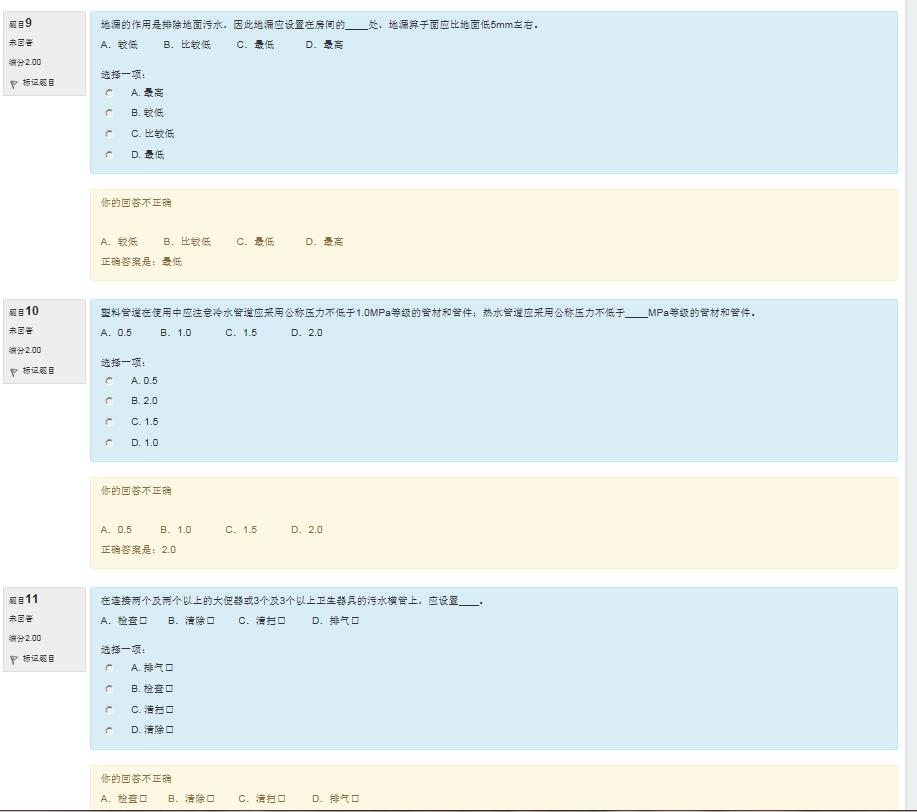 题目9
未回答
满分2.00
标记题目
地漏的作用是排除地面污水，因此地漏应设置在房间的____处，地漏箅子面应比地面低5mm左右。
A．较低 B．比较低 C．最低 D．最高
选择一项：
A. 最高
B. 较低
C. 比较低
D. 最低
你的回答不正确
A．较低 B．比较低 C．最低 D．最高
正确答案是：最低
题目10
未回答
满分2.00
标记题目
塑料管道在使用中应注意冷水管道应采用公称压力不低于1.0MPa等级的管材和管件；热水管道应采用公称压力不低于____MPa等级的管材和管件。
A．0.5 B．1.0 C．1.5 D．2.0
选择一项：
A. 0.5
B. 2.0
C. 1.5
D. 1.0
你的回答不正确
A．0.5 B．1.0 C．1.5 D．2.0
正确答案是：2.0
题目11
未回答
满分2.00
标记题目
在连接两个及两个以上的大便器或3个及3个以上卫生器具的污水横管上，应设置____。
A．检查口 B．清除口 C．清扫口 D．排气口
选择一项：
A. 排气口
B. 检查口
C. 清扫口
D. 清除口
你的回答不正确
A．检查口 B．清除口 C．清扫口 D．排气口